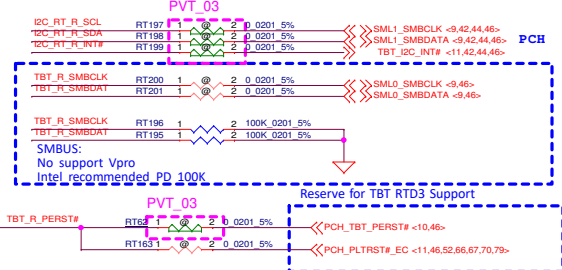 PVT_03
I2C_RT_R_SCL RT197 1 @ 2 0_0201_5% SML1_SMBCLK <9,42,44,46>
I2C_RT_R_SDA RT198 1 @ 2 0_0201_5% SML1_SMBDATA <9,42,44,46> PCH
I2C_RT_R_INT# RT199 1 @ 2 0_0201_5% TBT_I2C_INT# <11,42,44,46>
TBT_R_SMBCLK RT200 1 @ 2 0_0201_5% SML0_SMBCLK <9,46>
TBT_R_SMBDAT RT201 1 @ 2 0_0201_5% SML0_SMBDATA <9,46>
TBT_R_SMBCLK RT196 1 2 100K_0201_5%
TBT_R_SMBDAT RT195 1 2 100K_0201_5%
SMBUS:
No support Vpro
Intel recommended PD 100K
Reserve for TBT RTD3 Support
PVT_03
TBT_R_PERST# RT62 1 @ 2 0_0201_5% PCH_TBT_PERST# <10,46>
RT163 1 @ 2 0_0201_5% PCH_PLTRST#_EC <11,46,52,66,67,70,79>